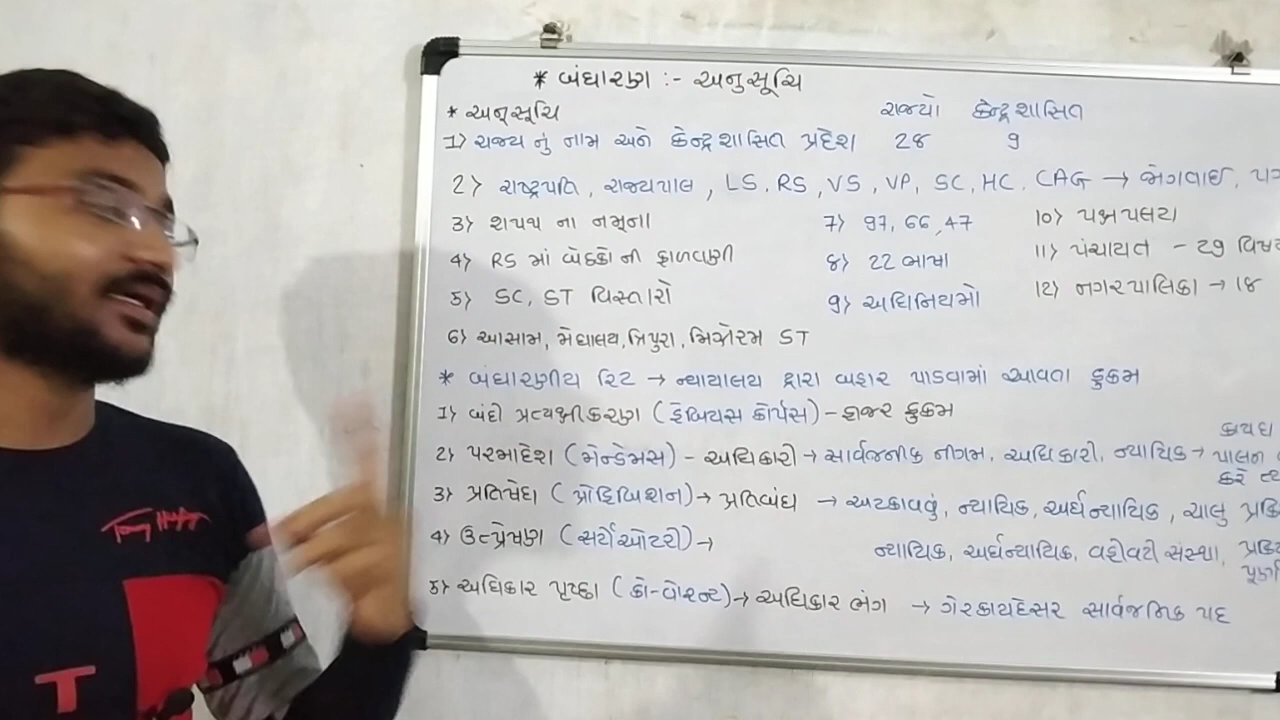 * બંધારણ :- અનુસૂચિ
* અનુસૂચિ રાજ્યો કેન્દ્રશાસિત
1) રાજ્ય નું નામ અને કેન્દ્રશાસિત પ્રદેશ 28 9
2) રાષ્ટ્રપતિ, રાજ્યપાલ, LS, RS, VS, VP, SC, HC, CAG → જોગવાઈ,
3) શપથ ના નમૂના
4) RS માં બેઠકો ની ફાળવણી
5) SC, ST વિસ્તારો
6) આસામ, મેઘાલય, ત્રિપુરા, મિઝોરમ ST
7) 97, 66, 47
8) 22 ભાષા
9) અધિનિયમો
10) પક્ષપલટા
11) પંચાયત - 29
12) નગરપાલિકા → 18
* બંધારણીય રિટ → ન્યાયાલય દ્વારા બહાર પાડવામાં આવતા હુકમ
1) બંદી પ્રત્યક્ષીકરણ (હેબિયસ કોર્પસ) - હાજર હુકમ
2) પરમાદેશ (મેન્ડેમસ) - અધિકારી → સાર્વજનીક નીગમ, અધિકારી, ન્યાયિક → પાલન
કરે
3) પ્રતિષેધ (પ્રોહિબિશન) → પ્રતિબંધ → અટકાવવું, ન્યાયિક, અર્ધન્યાયિક, ચાલુ
4) ઉત્પ્રેષણ (સર્ચેઓટરી) → ન્યાયિક, અર્ધન્યાયિક, વહીવટી સંસ્થા,
5) અધિકાર પૃચ્છા (કો-વોરન્ટ) → અધિકાર ભંગ → ગેરકાયદેસર સાર્વજનિક પદ
T